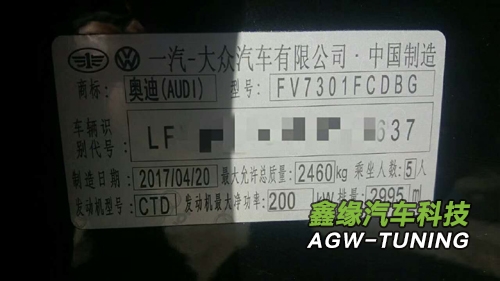 一汽-大众汽车有限公司·中国制造
商标: 奥迪(AUDI) 型号: FV7301FCDBG
车辆识别代号: LF 637
制造日期: 2017/04/20 最大允许总质量: 2460kg 乘坐人数: 5人
发动机型号: CTD 发动机最大净功率: 200 kW 排量: 2995ml
鑫缘汽车科技
AGW-TUNING